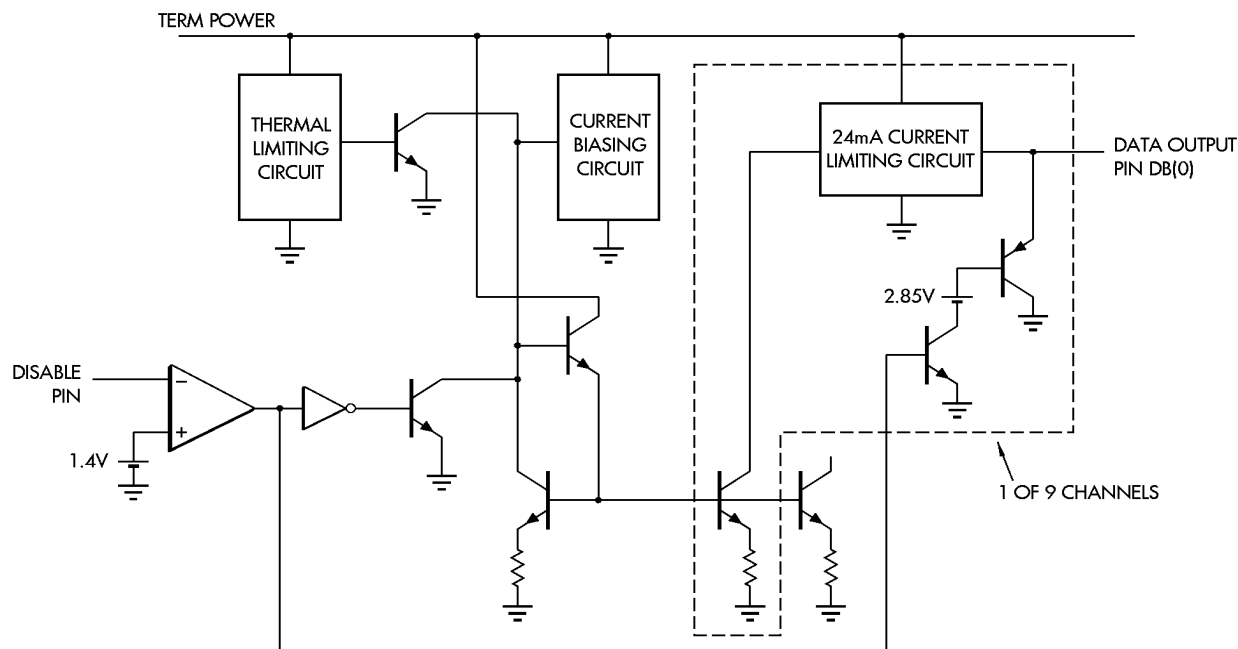 TERM POWER
THERMAL
LIMITING
CIRCUIT
CURRENT
BIASING
CIRCUIT
24mA CURRENT
LIMITING CIRCUIT
DATA OUTPUT
PIN DB(0)
2.85V
DISABLE
PIN
−
+
1.4V
1 OF 9 CHANNELS